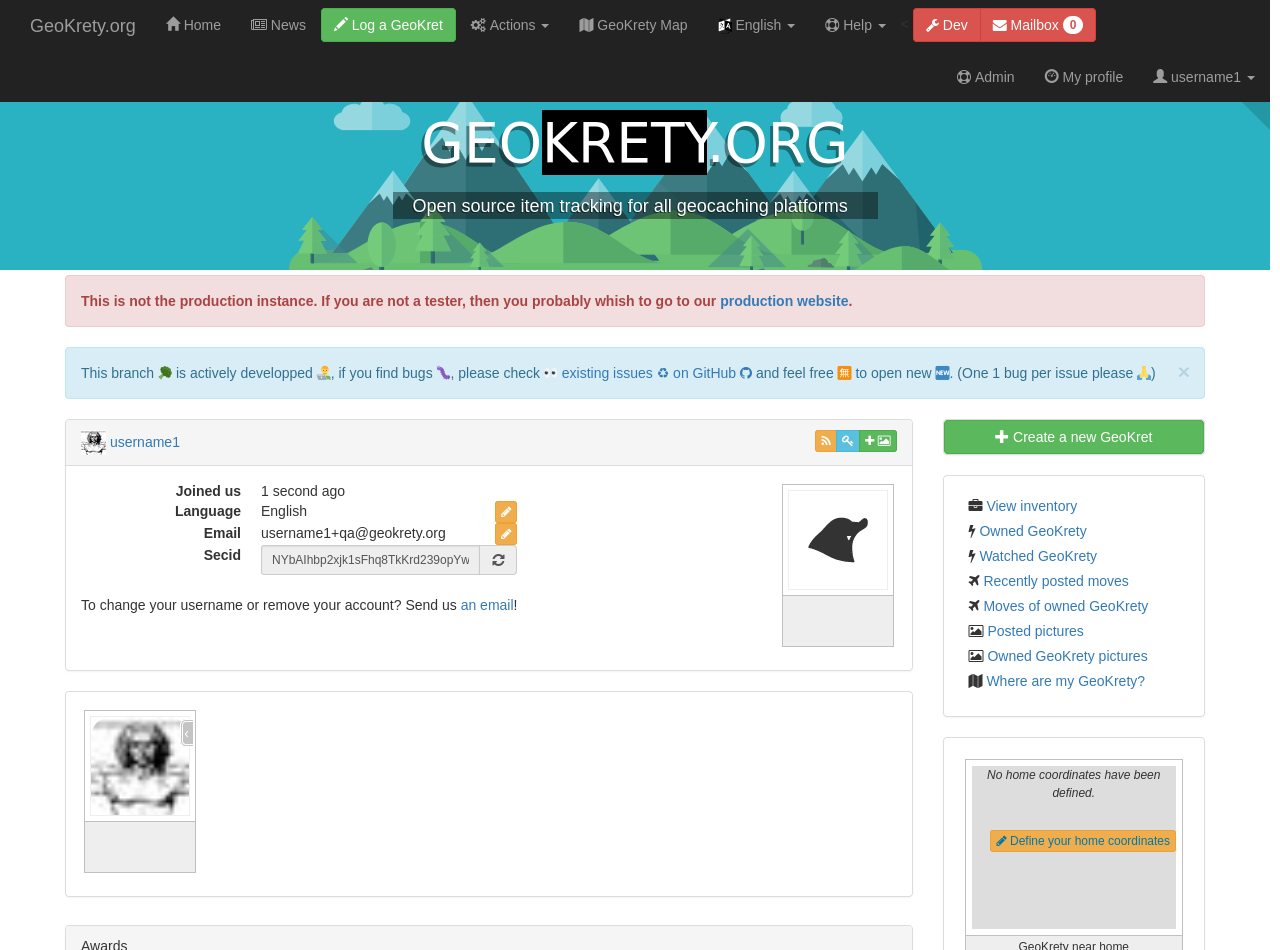 GeoKrety.org Home News Log a GeoKret Actions GeoKrety Map English Help < Dev Mailbox 0
Admin My profile username1
GEOKRETY.ORG
Open source item tracking for all geocaching platforms
This is not the production instance. If you are not a tester, then you probably whish to go to our production website.
This branch 🥦 is actively developped 👨‍🔬, if you find bugs 🐛, please check 👀 existing issues ♻ on GitHub and feel free 🈚 to open new 🆕. (One 1 bug per issue please 🙏) ×
username1
Joined us 1 second ago
Language English
Email username1+qa@geokrety.org
Secid NYbAIhbp2xjk1sFhq8TkKrd239opYw
To change your username or remove your account? Send us an email!
Awards
Create a new GeoKret
View inventory
Owned GeoKrety
Watched GeoKrety
Recently posted moves
Moves of owned GeoKrety
Posted pictures
Owned GeoKrety pictures
Where are my GeoKrety?
No home coordinates have been
defined.
Define your home coordinates
GeoKrety near home